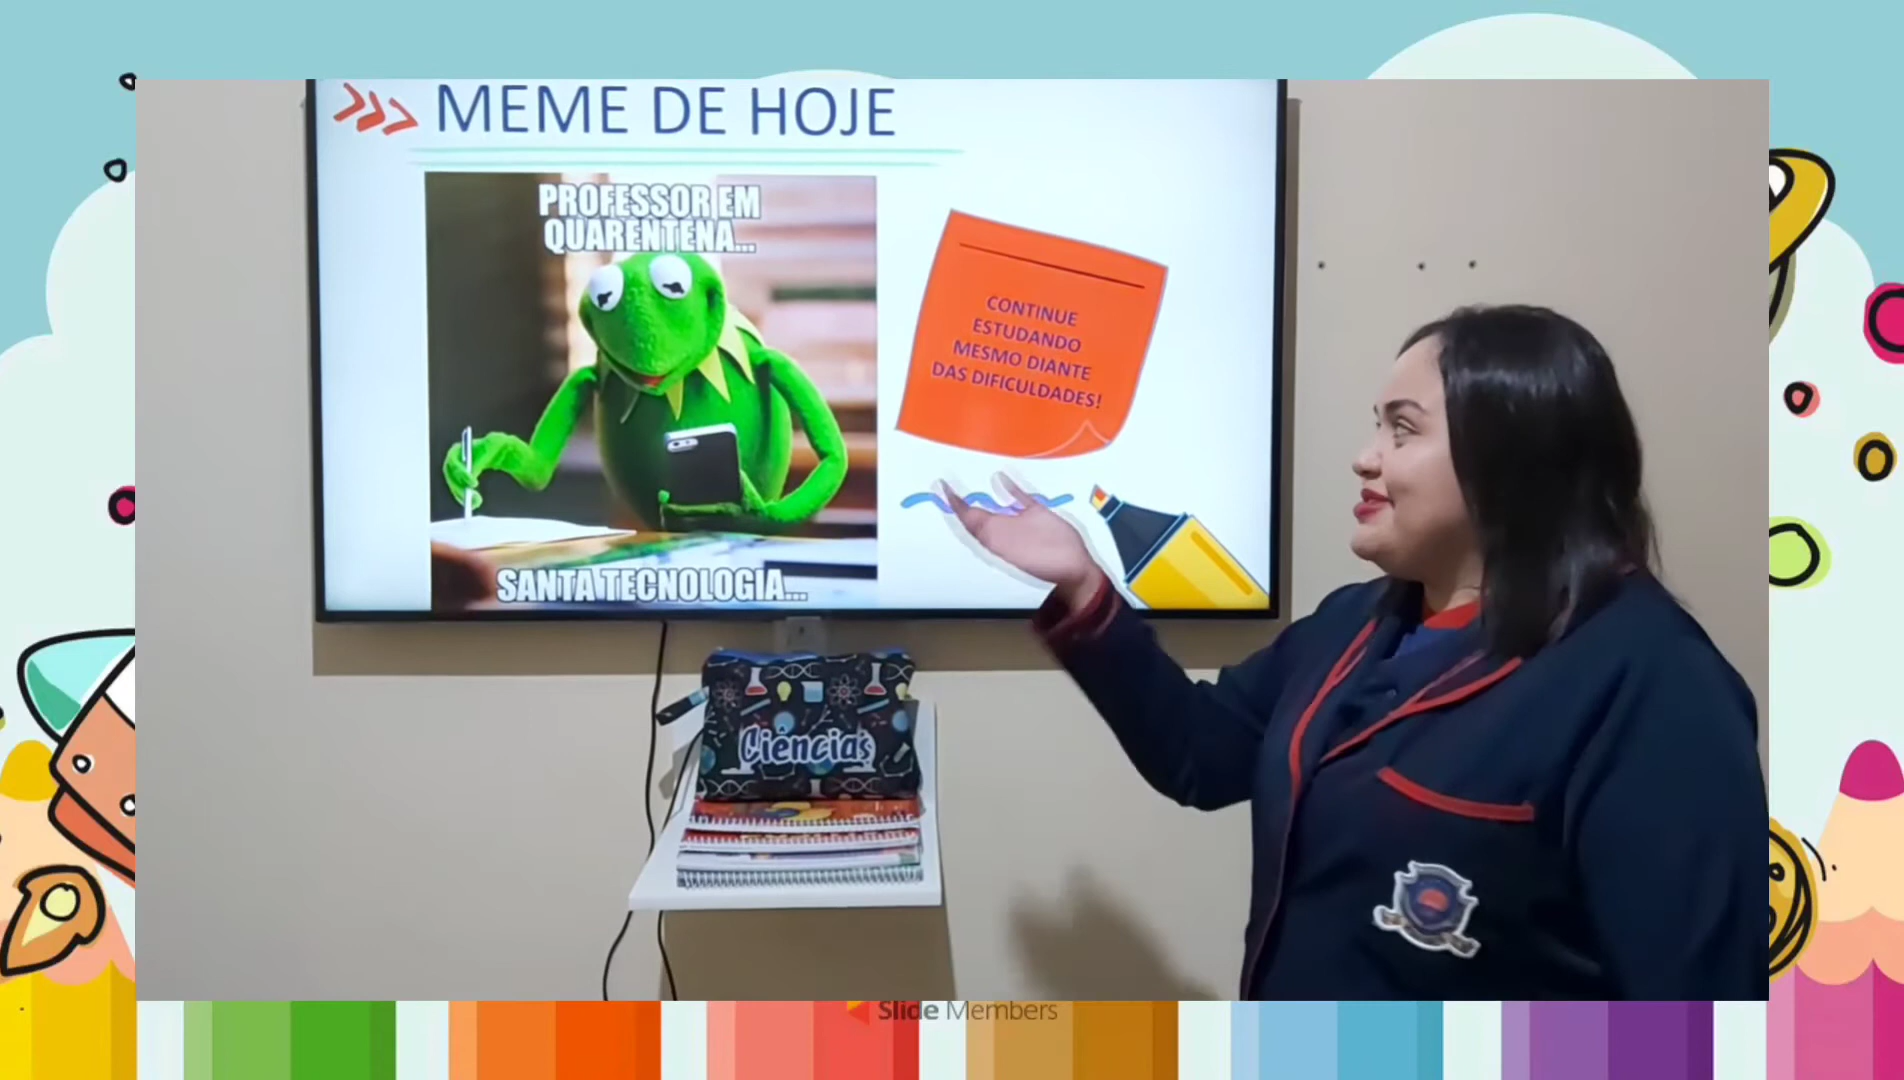 MEME DE HOJE
PROFESSOR EM
QUARENTENA...
SANTA TECNOLOGIA...
CONTINUE
ESTUDANDO
MESMO DIANTE
DAS DIFICULDADES!
Ciências
Slide Members